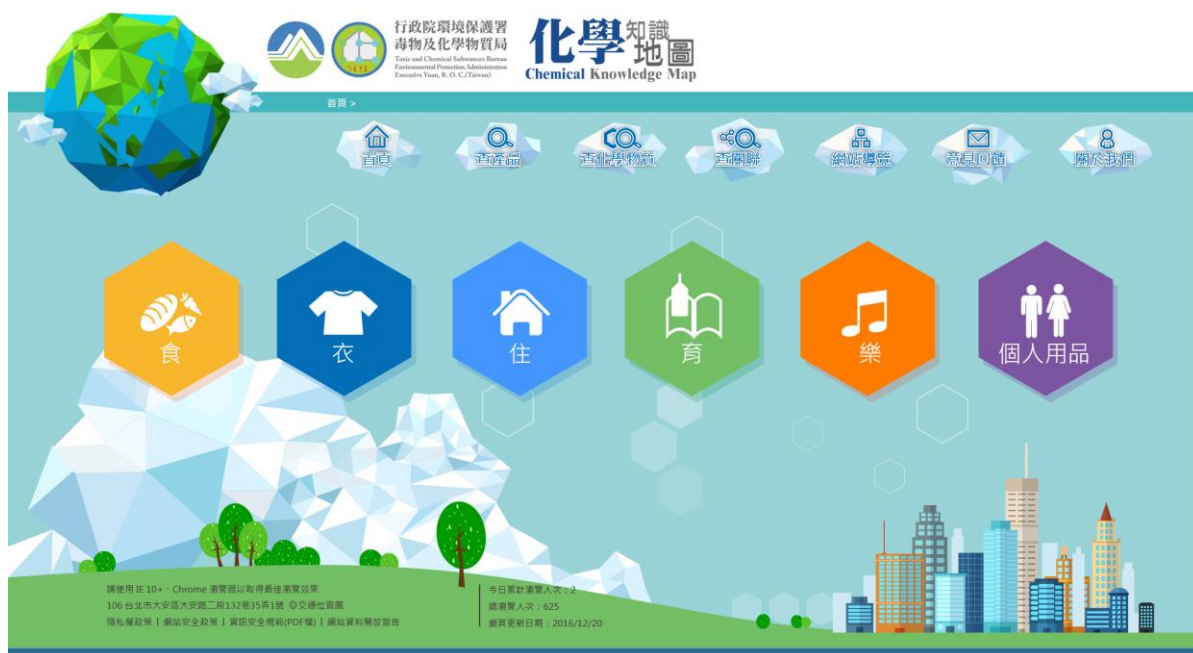 行政院環境保護署
毒物及化學物質局
Toxic and Chemical Substances Bureau
Environmental Protection Administration
Executive Yuan, R. O. C.(Taiwan)
化學知識地圖
Chemical Knowledge Map
首頁 >
首頁
查產品
查化學物質
查關聯
網站導覽
意見回饋
關於我們
食
衣
住
育
樂
個人用品
請使用 IE 10+、Chrome 瀏覽器以取得最佳瀏覽效果
106 台北市大安區大安路二段132巷35弄1號 ◎交通位置圖
隱私權政策 | 網站安全政策 | 資訊安全規範(PDF檔) | 網站資料開放宣告
今日累計瀏覽人次：2
總瀏覽人次：625
網頁更新日期：2016/12/20